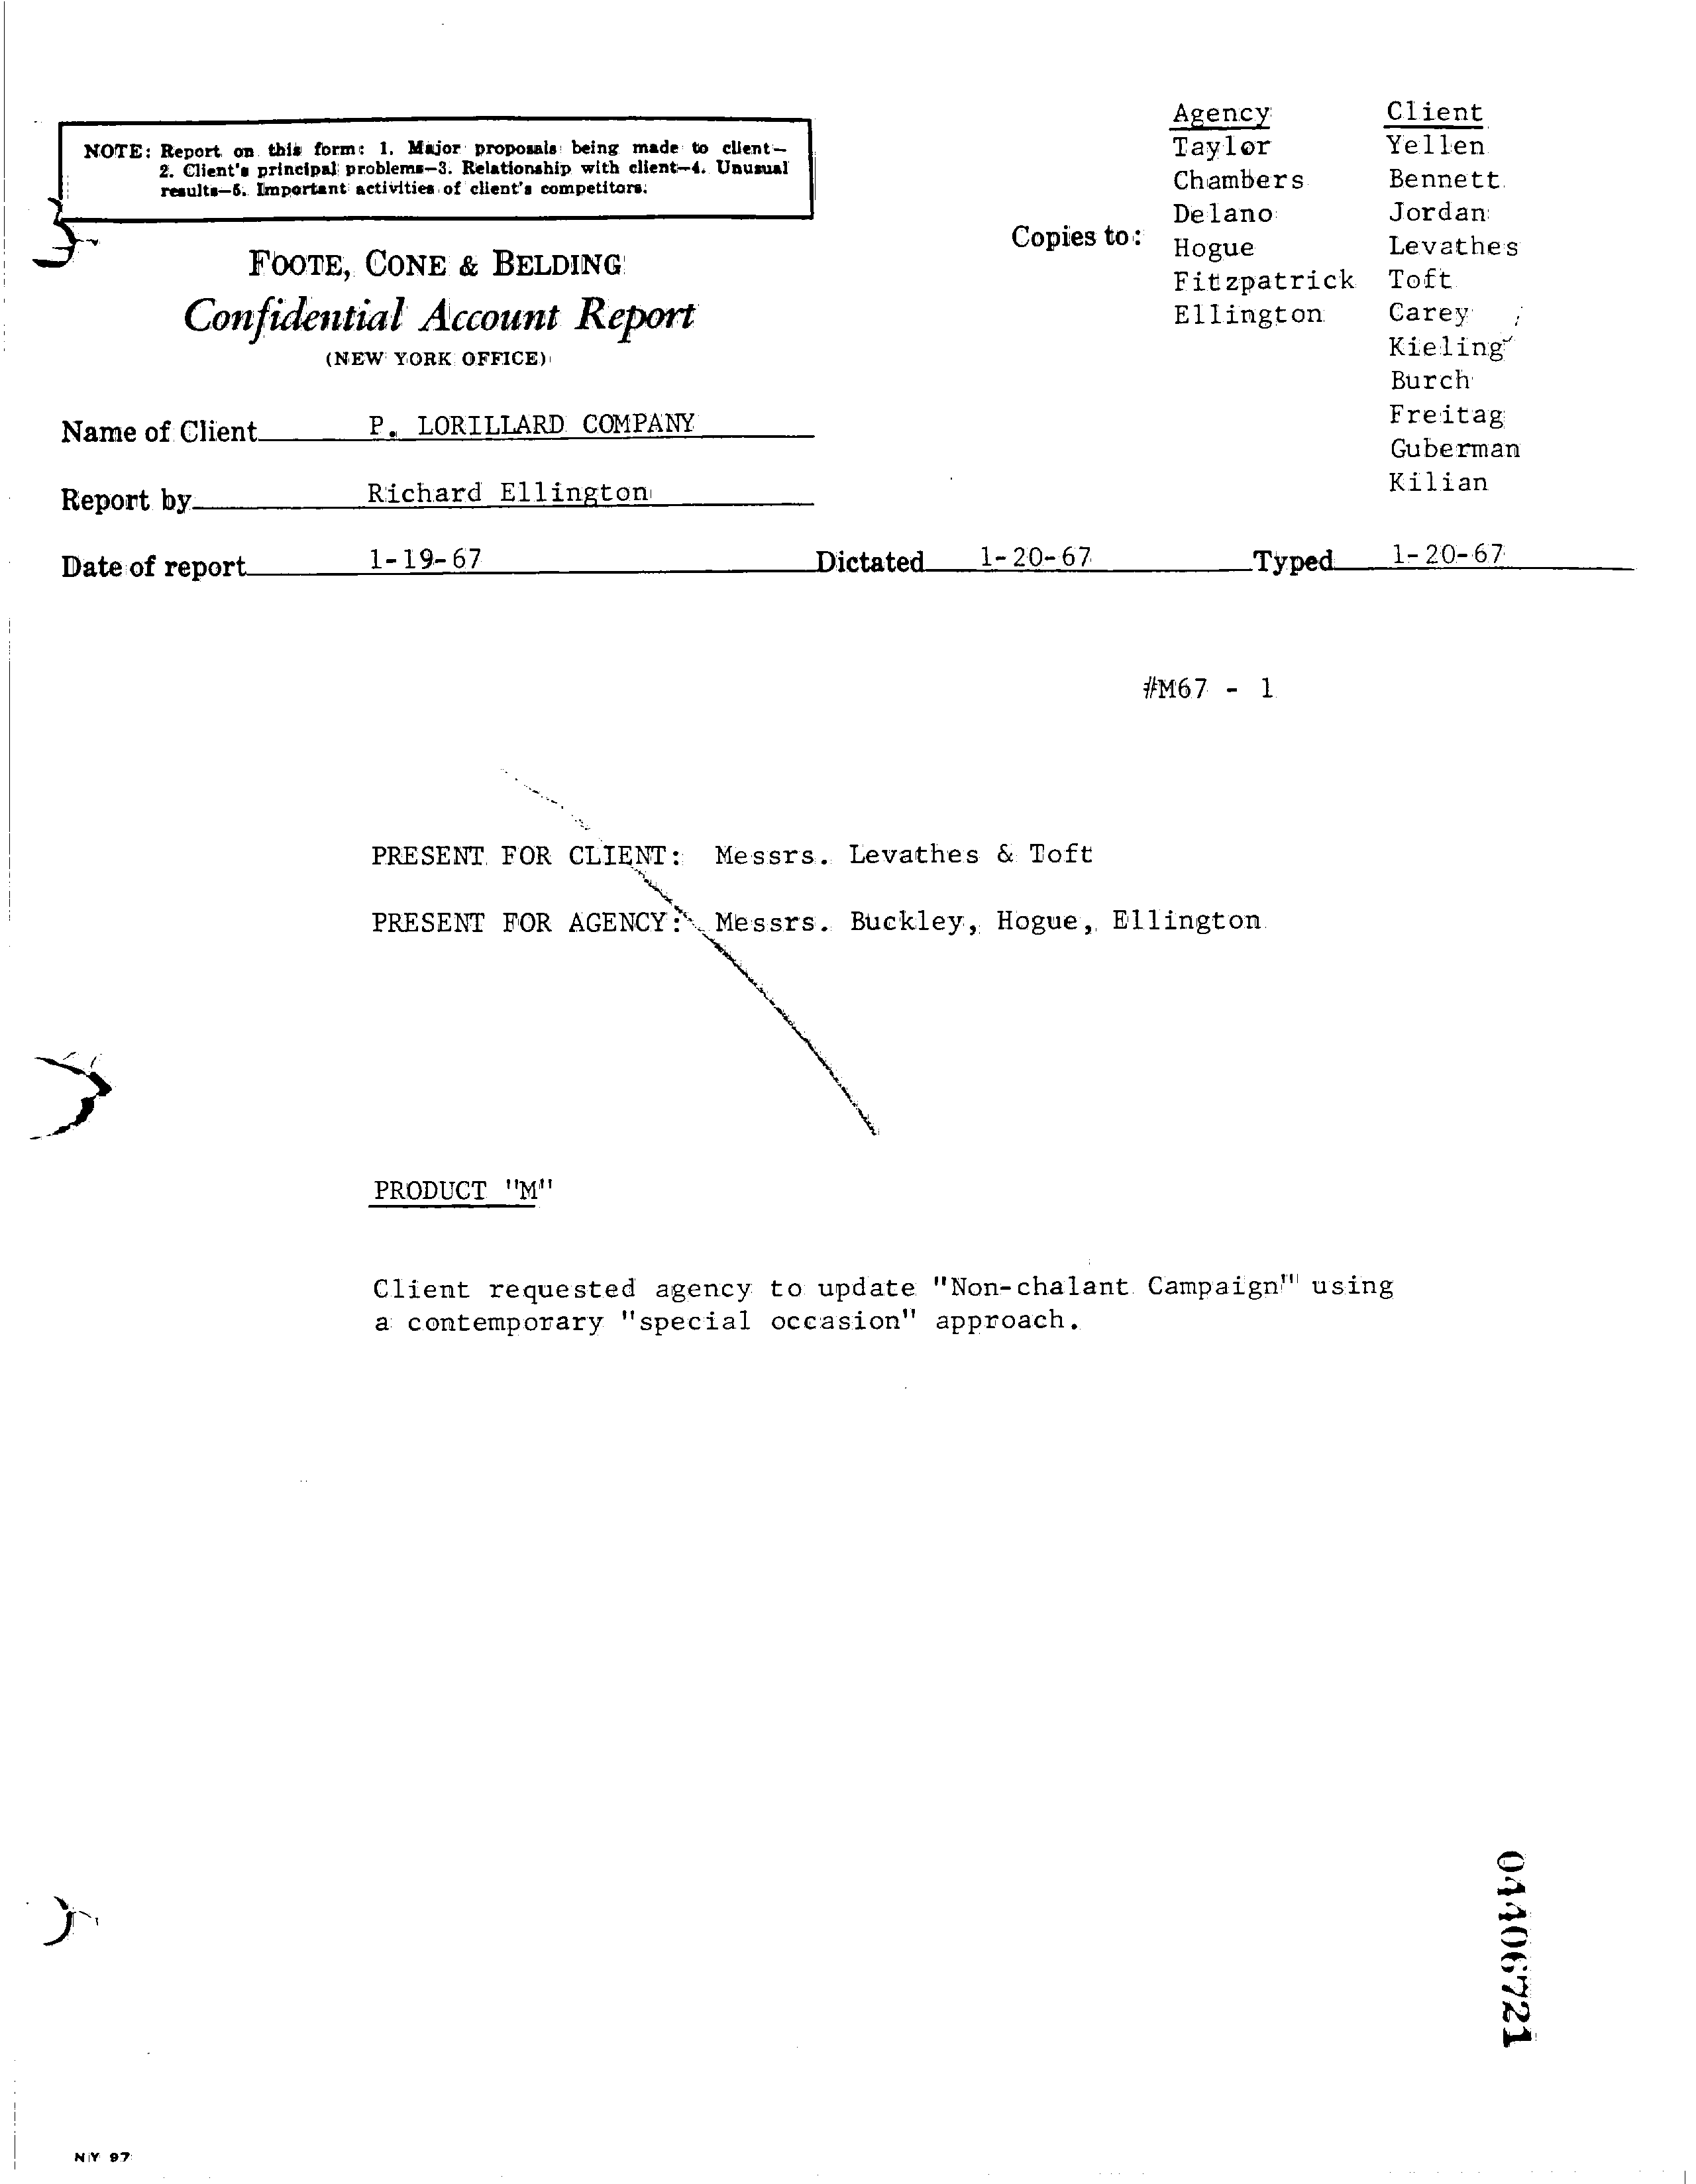 NOTE: Report on this form: 1. Major proposals being made to client—
2. Client's principal problems—3. Relationship with client—4. Unusual
results—5. Important activities of client's competitors.
FOOTE, CONE & BELDING
Confidential Account Report
(NEW YORK OFFICE)
Copies to:
Agency
Taylor
Chambers
Delano
Hogue
Fitzpatrick
Ellington
Client
Yellen
Bennett
Jordan
Levathes
Toft
Carey
Kieling
Burch
Freitag
Guberman
Kilian
Name of Client P. LORILLARD COMPANY
Report by Richard Ellington
Date of report 1-19-67 Dictated 1-20-67 Typed 1-20-67
#M67 - 1
PRESENT FOR CLIENT: Messrs. Levathes & Toft
PRESENT FOR AGENCY: Messrs. Buckley, Hogue, Ellington
PRODUCT "M"
Client requested agency to update "Non-chalant Campaign" using
a contemporary "special occasion" approach.
04406721
NY 97